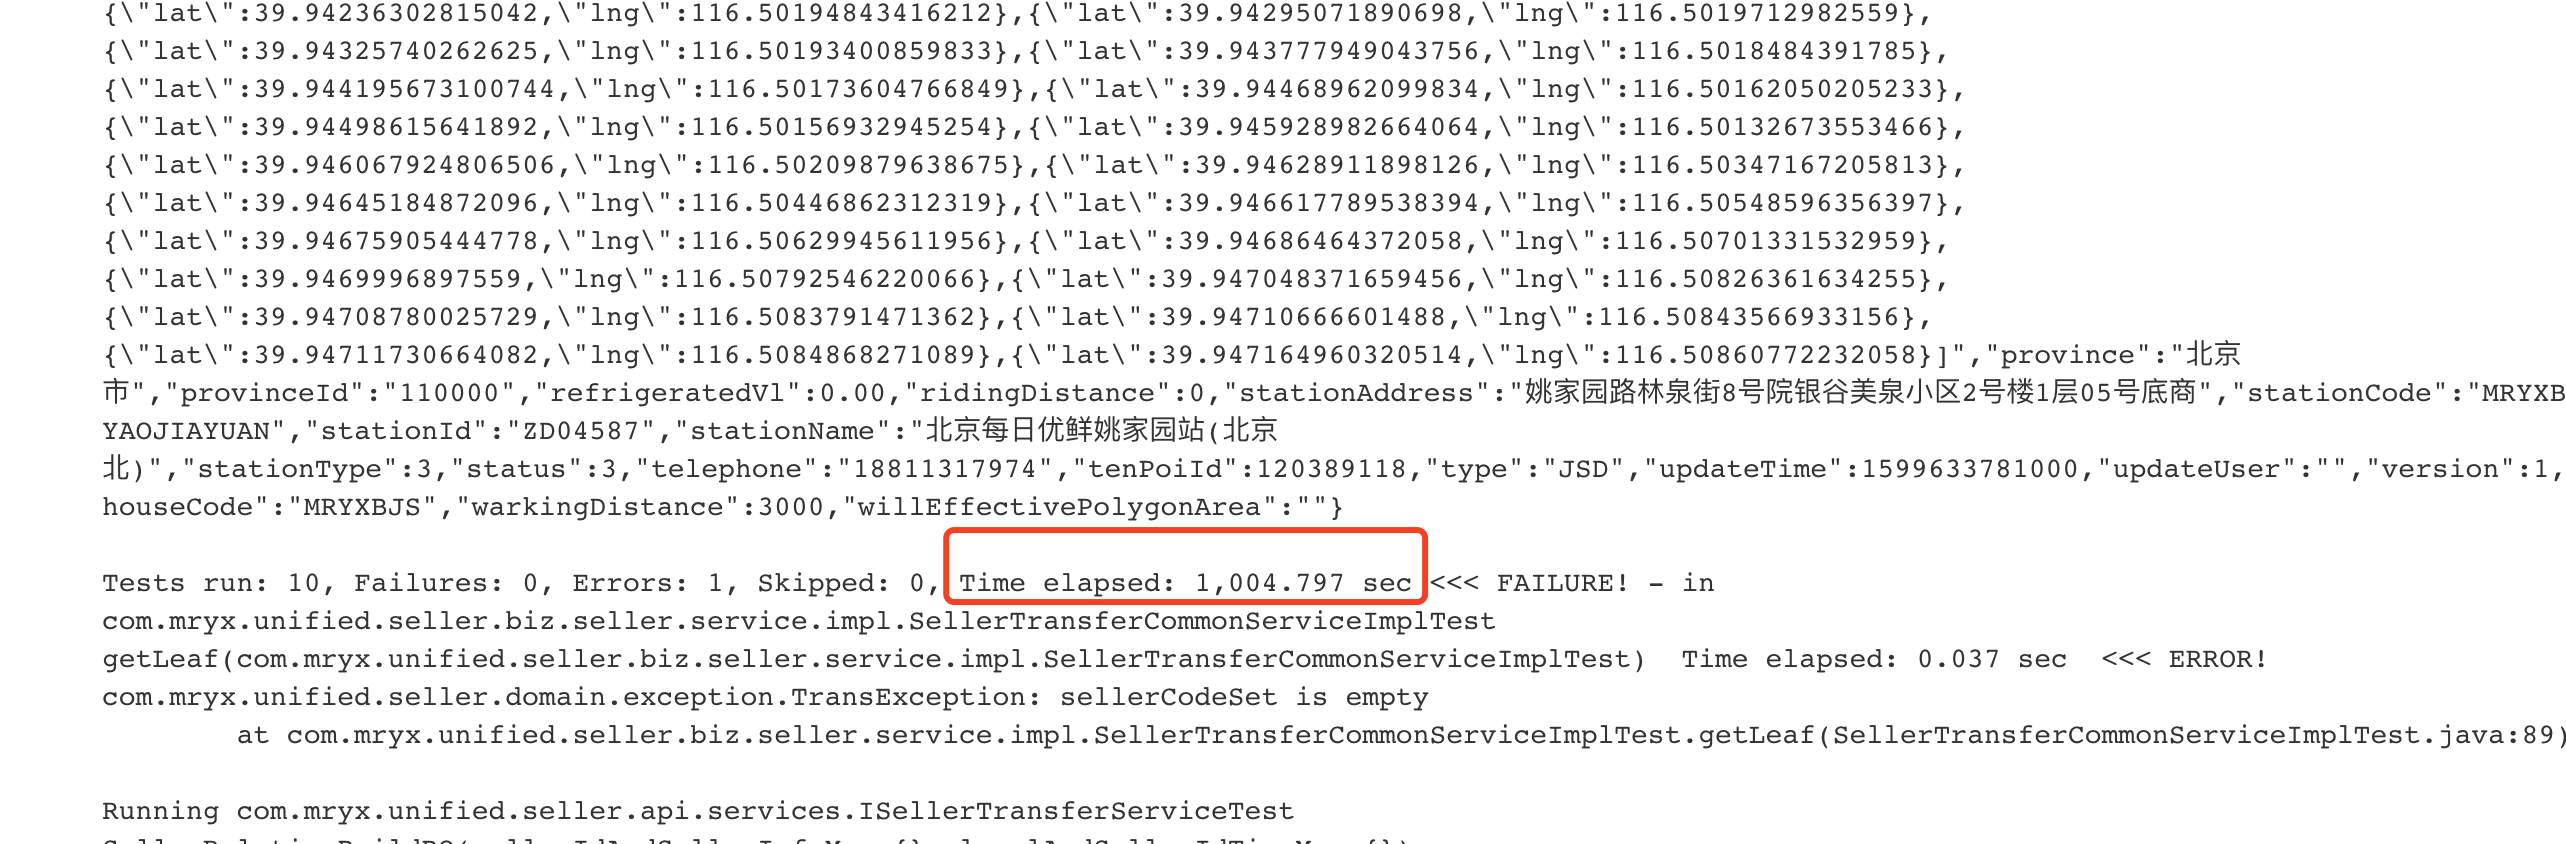 {\"lat\":39.94236302815042,\"lng\":116.50194843416212},{\"lat\":39.94295071890698,\"lng\":116.5019712982559},
{\"lat\":39.94325740262625,\"lng\":116.50193400859833},{\"lat\":39.943777949043756,\"lng\":116.5018484391785},
{\"lat\":39.944195673100744,\"lng\":116.50173604766849},{\"lat\":39.94468962099834,\"lng\":116.50162050205233},
{\"lat\":39.94498615641892,\"lng\":116.50156932945254},{\"lat\":39.945928982664064,\"lng\":116.50132673553466},
{\"lat\":39.946067924806506,\"lng\":116.50209879638675},{\"lat\":39.94628911898126,\"lng\":116.50347167205813},
{\"lat\":39.94645184872096,\"lng\":116.50446862312319},{\"lat\":39.946617789538394,\"lng\":116.50548596356397},
{\"lat\":39.94675905444778,\"lng\":116.50629945611956},{\"lat\":39.94686464372058,\"lng\":116.50701331532959},
{\"lat\":39.9469996897559,\"lng\":116.50792546220066},{\"lat\":39.947048371659456,\"lng\":116.50826361634255},
{\"lat\":39.94708780025729,\"lng\":116.5083791471362},{\"lat\":39.94710666601488,\"lng\":116.50843566933156},
{\"lat\":39.94711730664082,\"lng\":116.5084868271089},{\"lat\":39.947164960320514,\"lng\":116.50860772232058}]","province":"北京
市","provinceId":"110000","refrigeratedVl":0.00,"ridingDistance":0,"stationAddress":"姚家园路林泉街8号院银谷美泉小区2号楼1层05号底商","stationCode":"MRYXB
YAOJIAYUAN","stationId":"ZD04587","stationName":"北京每日优鲜姚家园站(北京
北)","stationType":3,"status":3,"telephone":"18811317974","tenPoiId":120389118,"type":"JSD","updateTime":1599633781000,"updateUser":"","version":1,
houseCode":"MRYXBJS","warkingDistance":3000,"willEffectivePolygonArea":""}
Tests run: 10, Failures: 0, Errors: 1, Skipped: 0, Time elapsed: 1,004.797 sec <<< FAILURE! - in
com.mryx.unified.seller.biz.seller.service.impl.SellerTransferCommonServiceImplTest
getLeaf(com.mryx.unified.seller.biz.seller.service.impl.SellerTransferCommonServiceImplTest)  Time elapsed: 0.037 sec  <<< ERROR!
com.mryx.unified.seller.domain.exception.TransException: sellerCodeSet is empty
at com.mryx.unified.seller.biz.seller.service.impl.SellerTransferCommonServiceImplTest.getLeaf(SellerTransferCommonServiceImplTest.java:89)
Running com.mryx.unified.seller.api.services.ISellerTransferServiceTest